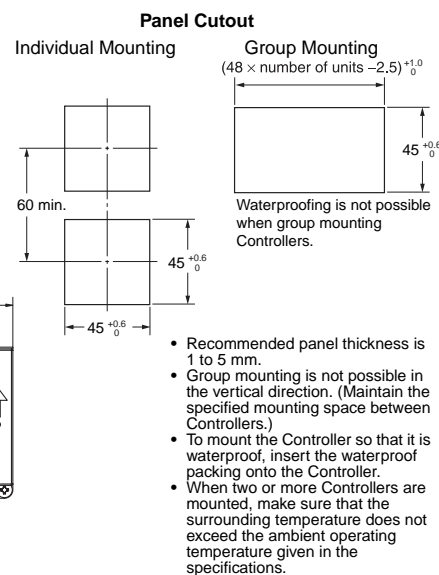 Panel Cutout
Individual Mounting
Group Mounting
(48 × number of units –2.5) +1.0 0
60 min.
45 +0.6 0
45 +0.6 0
45 +0.6 0
Waterproofing is not possible
when group mounting
Controllers.
• Recommended panel thickness is
1 to 5 mm.
• Group mounting is not possible in
the vertical direction. (Maintain the
specified mounting space between
Controllers.)
• To mount the Controller so that it is
waterproof, insert the waterproof
packing onto the Controller.
• When two or more Controllers are
mounted, make sure that the
surrounding temperature does not
exceed the ambient operating
temperature given in the
specifications.